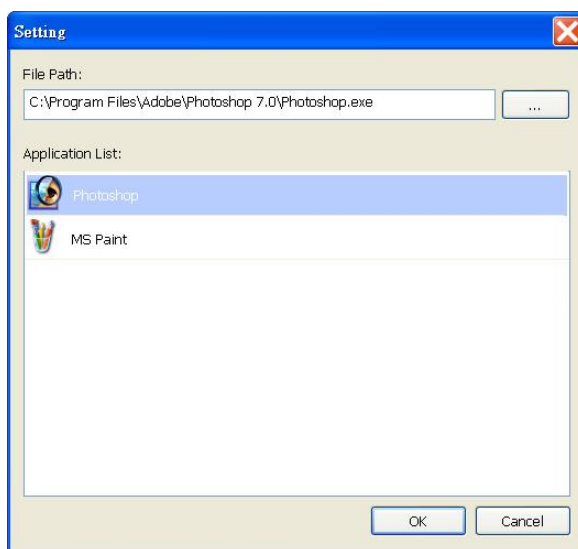 Setting
File Path:
C:\Program Files\Adobe\Photoshop 7.0\Photoshop.exe
...
Application List:
Photoshop
MS Paint
OK
Cancel